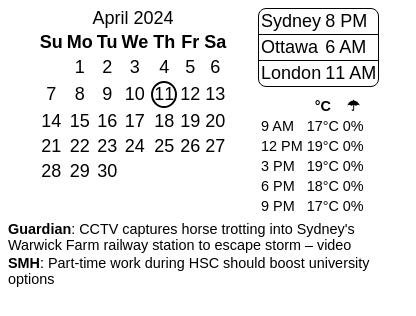 April 2024
Su Mo Tu We Th Fr Sa
1 2 3 4 5 6
7 8 9 10 11 12 13
14 15 16 17 18 19 20
21 22 23 24 25 26 27
28 29 30
Sydney 8 PM
Ottawa 6 AM
London 11 AM
°C ☂
9 AM 17°C 0%
12 PM 19°C 0%
3 PM 19°C 0%
6 PM 18°C 0%
9 PM 17°C 0%
Guardian: CCTV captures horse trotting into Sydney's
Warwick Farm railway station to escape storm – video
SMH: Part-time work during HSC should boost university
options